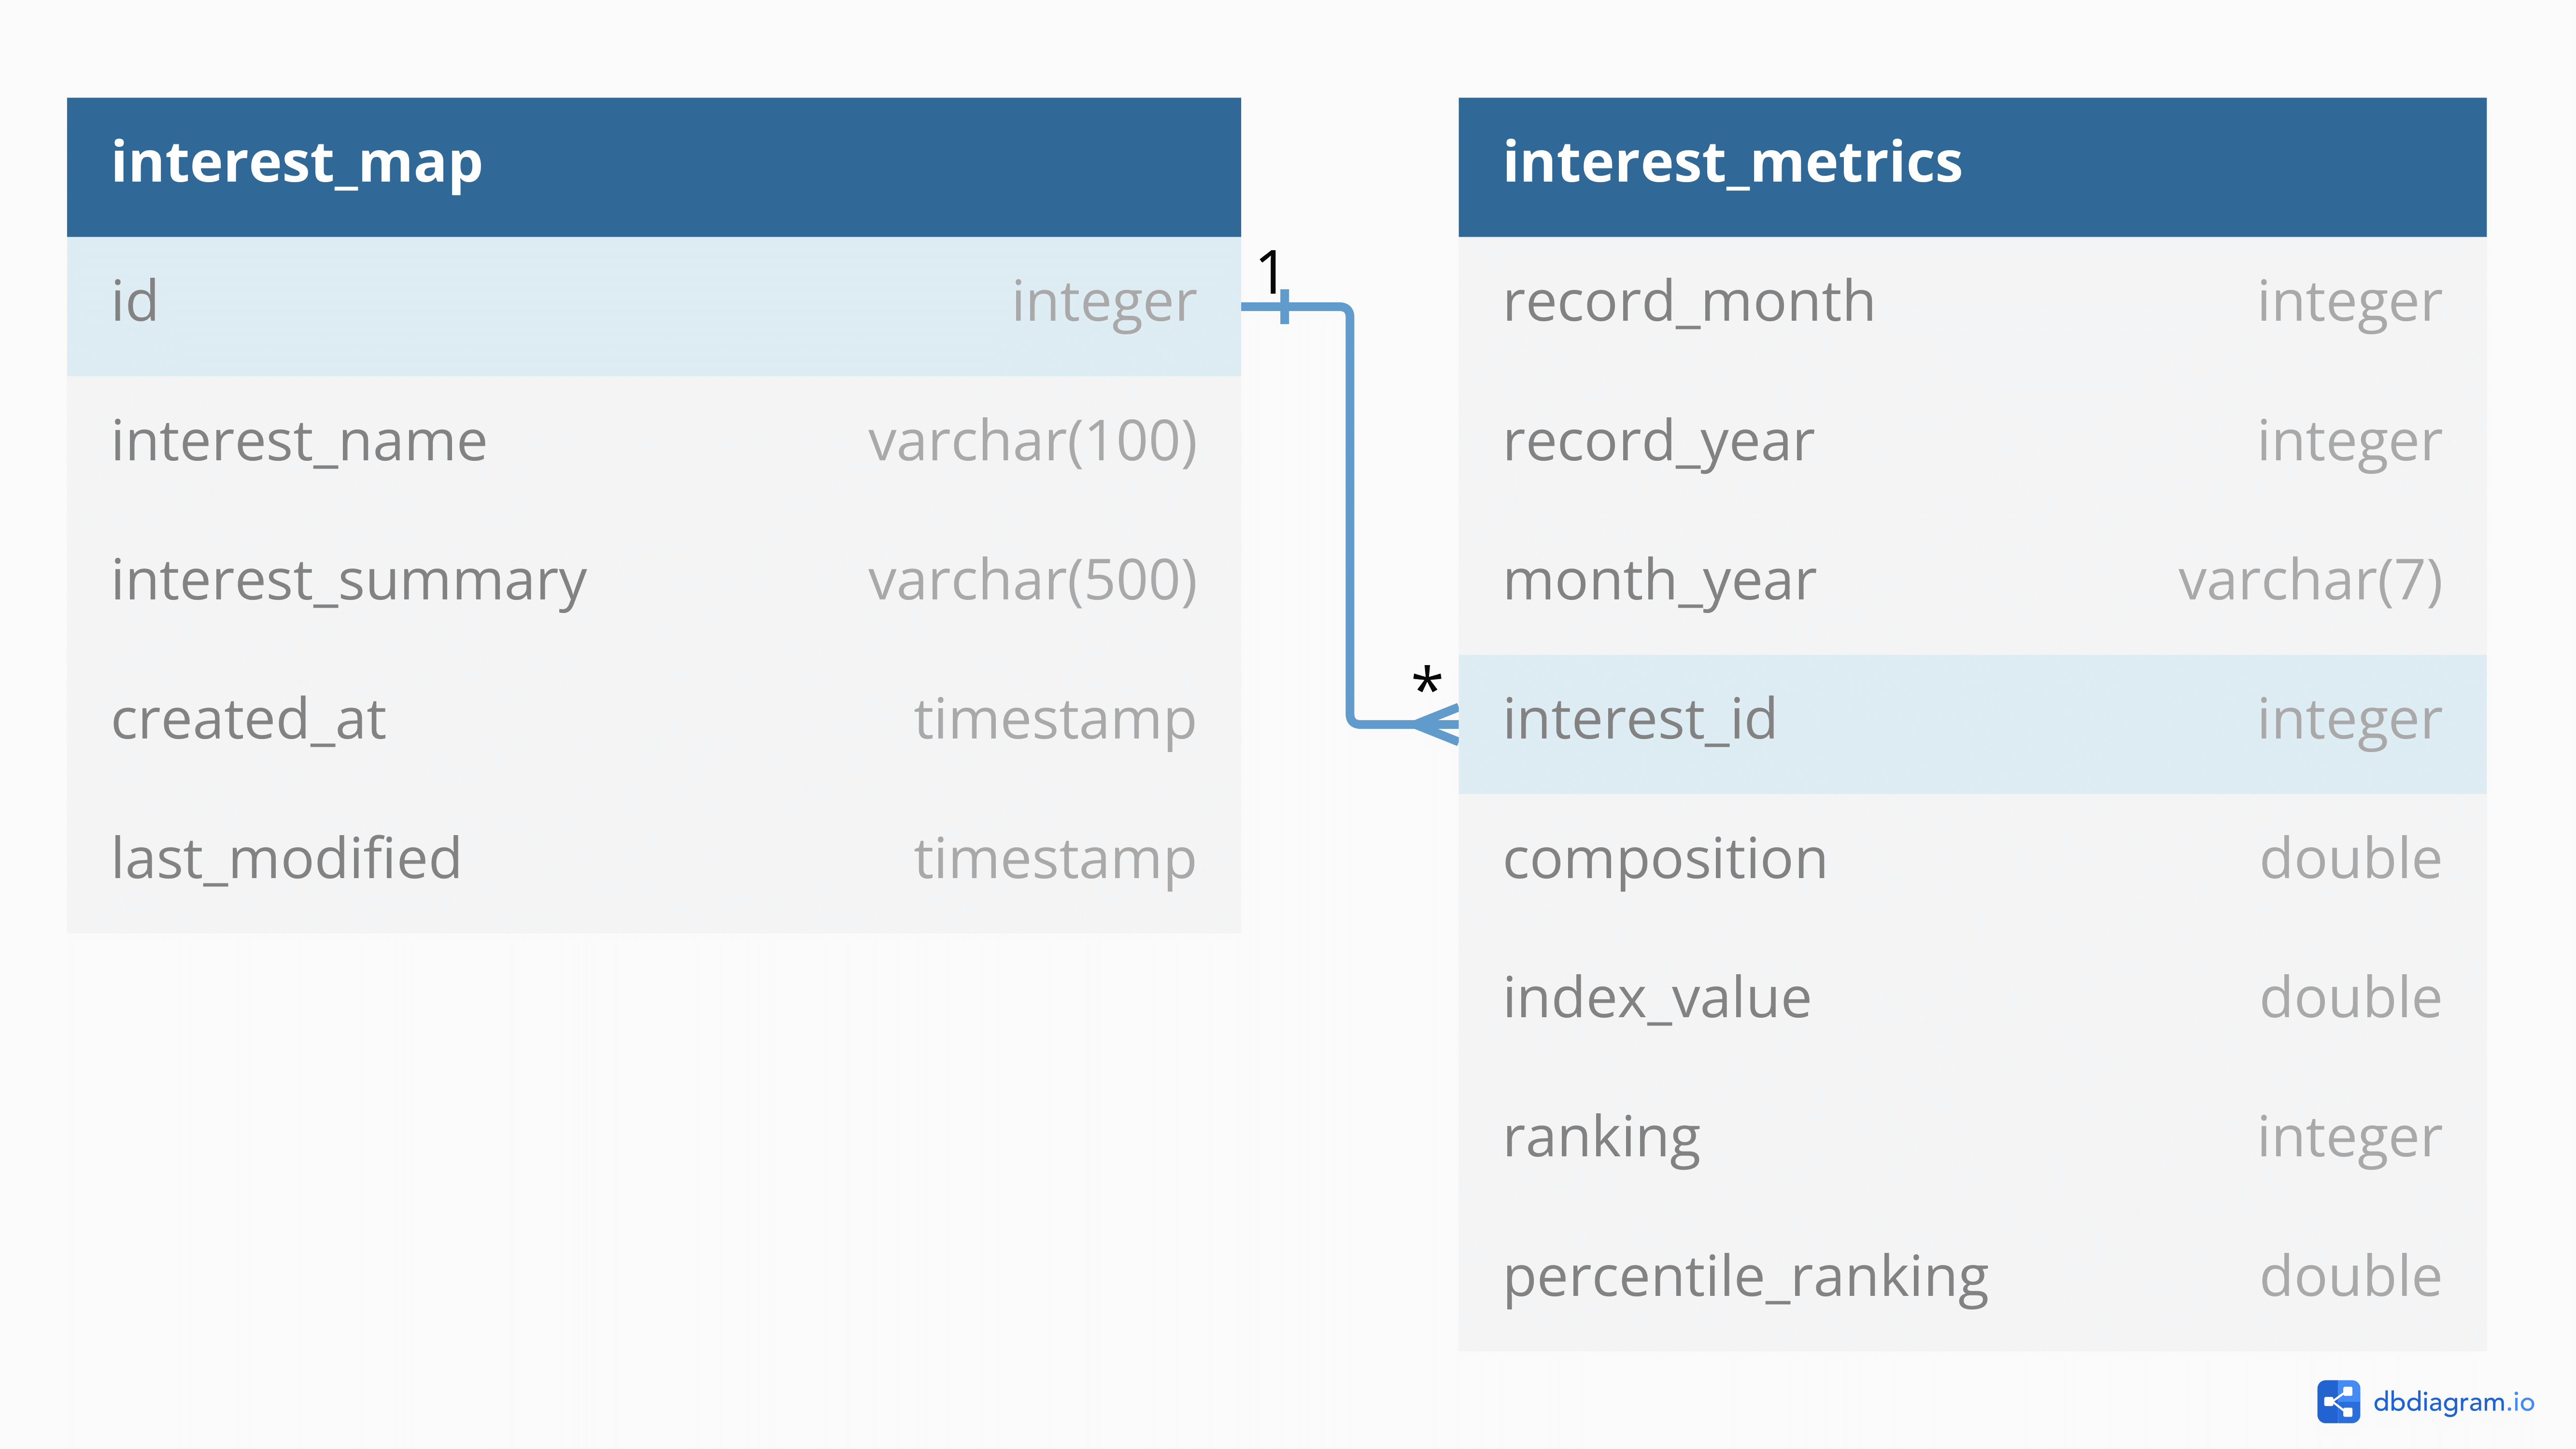 interest_map
id integer
interest_name varchar(100)
interest_summary varchar(500)
created_at timestamp
last_modified timestamp
1
*
interest_metrics
record_month integer
record_year integer
month_year varchar(7)
interest_id integer
composition double
index_value double
ranking integer
percentile_ranking double
dbdiagram.io